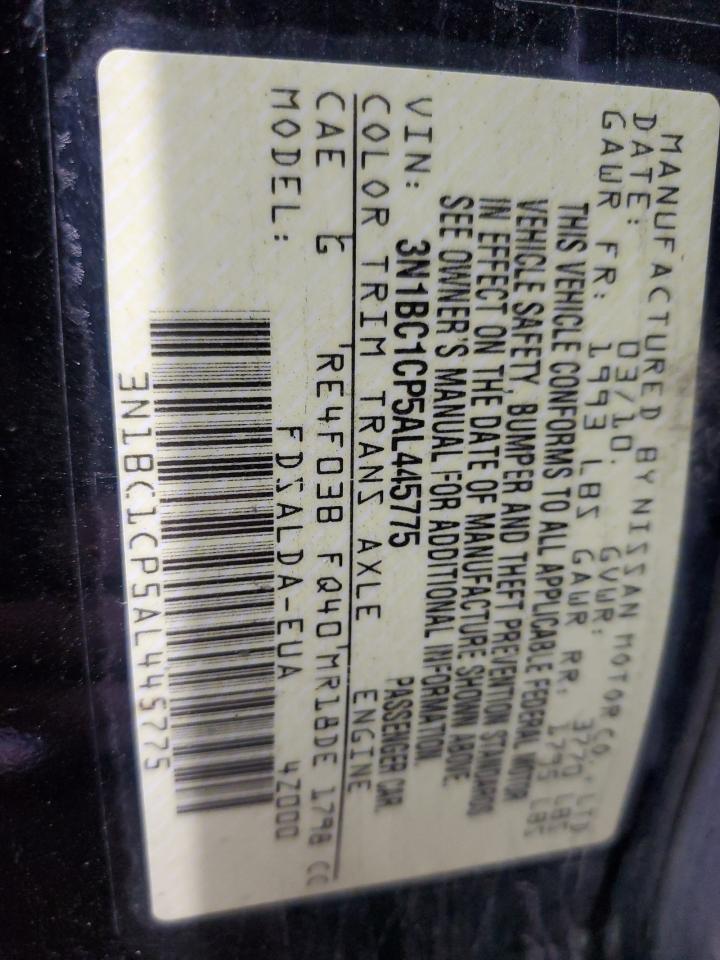 MANUFACTURED BY NISSAN MOTOR CO., LTD.
DATE: 03/10. GVWR: 3770 LBS
GAWR FR: 1993 LBS GAWR RR, 1795 LBS
THIS VEHICLE CONFORMS TO ALL APPLICABLE FEDERAL MOTOR
VEHICLE SAFETY, BUMPER AND THEFT PREVENTION STANDARDS
IN EFFECT ON THE DATE OF MANUFACTURE SHOWN ABOVE.
SEE OWNER'S MANUAL FOR ADDITIONAL INFORMATION.
VIN: 3N1BC1CP5AL445775 PASSENGER CAR
COLOR TRIM TRANS AXLE ENGINE
CAE G RE4F03B FQ40 MR18DE 1798 CC
MODEL: FDSALDA-EUA 4Z000
3N1BC1CP5AL445775